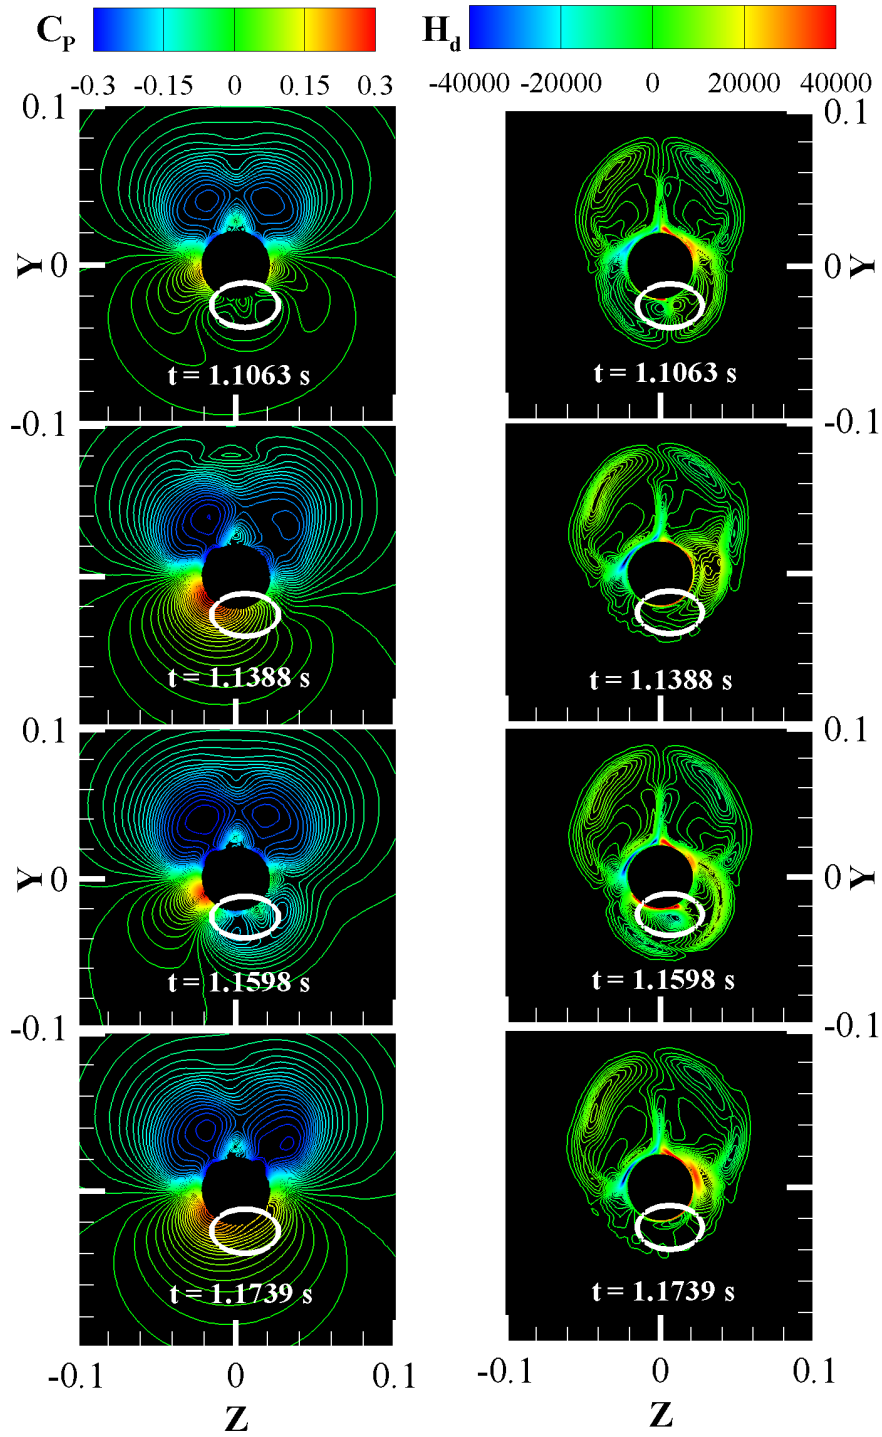 C_P
-0.3 -0.15 0 0.15 0.3
H_d
-40000 -20000 0 20000 40000
0.1
Y 0
t = 1.1063 s
-0.1
0.1
0 Y
t = 1.1063 s
-0.1
t = 1.1388 s
0.1
t = 1.1388 s
0.1
Y 0
t = 1.1598 s
-0.1
0 Y
t = 1.1598 s
-0.1
t = 1.1739 s
-0.1 0 0.1
Z
t = 1.1739 s
-0.1 0 0.1
Z